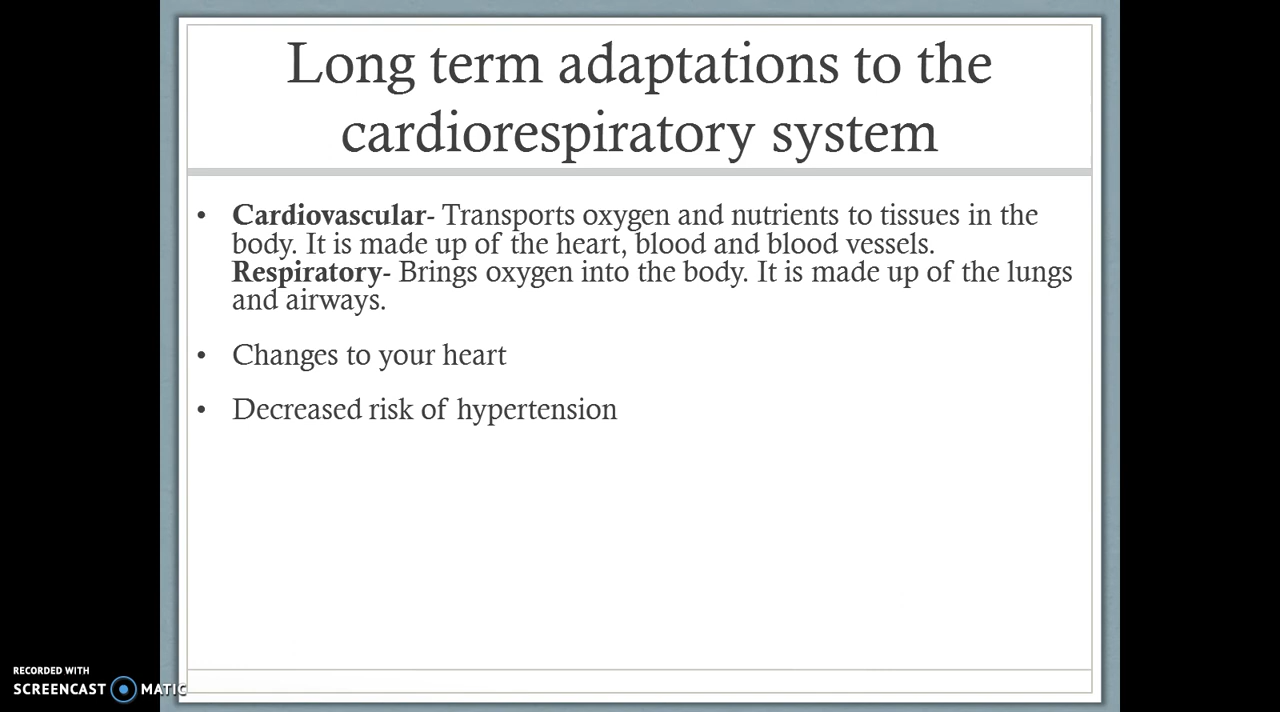 Long term adaptations to the
cardiorespiratory system
• Cardiovascular- Transports oxygen and nutrients to tissues in the
body. It is made up of the heart, blood and blood vessels.
Respiratory- Brings oxygen into the body. It is made up of the lungs
and airways.
• Changes to your heart
• Decreased risk of hypertension
RECORDED WITH
SCREENCAST MATIC